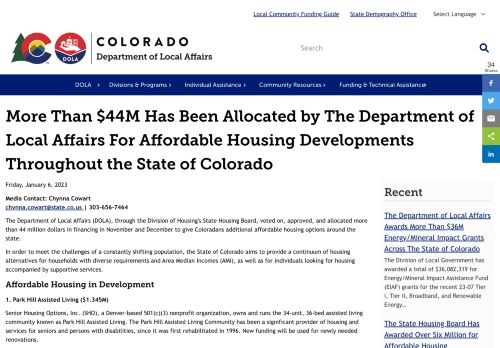 Local Community Funding Guide State Demography Office Select Language
COLORADO
Department of Local Affairs
DOLA
Search
34
Shares
DOLA Divisions & Programs Individual Assistance Community Resources Funding & Technical Assistance
More Than $44M Has Been Allocated by The Department of
Local Affairs For Affordable Housing Developments
Throughout the State of Colorado
Friday, January 6, 2023
Media Contact: Chynna Cowart
chynna.cowart@state.co.us | 303-656-7464
The Department of Local Affairs (DOLA), through the Division of Housing's State Housing Board, voted on, approved, and allocated more
than 44 million dollars in financing in November and December to give Coloradans additional affordable housing options around the
state.
In order to meet the challenges of a constantly shifting population, the State of Colorado aims to provide a continuum of housing
alternatives for households with diverse requirements and Area Median Incomes (AMI), as well as for individuals looking for housing
accompanied by supportive services.
Affordable Housing in Development
1. Park Hill Assisted Living ($1.345M)
Senior Housing Options, Inc. (SHO), a Denver-based 501(c)(3) nonprofit organization, owns and runs the 34-unit, 36-bed assisted living
community known as Park Hill Assisted Living. The Park Hill Assisted Living Community has been a significant provider of housing and
services for seniors and persons with disabilities, since it was first rehabilitated in 1996. New funding will be used for newly needed
renovations.
Recent
The Department of Local Affairs
Awards More Than $36M
Energy/Mineral Impact Grants
Across The State of Colorado
The Division of Local Government has
awarded a total of $36,082,319 for
Energy/Mineral Impact Assistance Fund
(EIAF) grants for the recent 23-07 Tier
I, Tier II, Broadband, and Renewable
Energy...
The State Housing Board Has
Awarded Over Six Million for
Affordable Housing